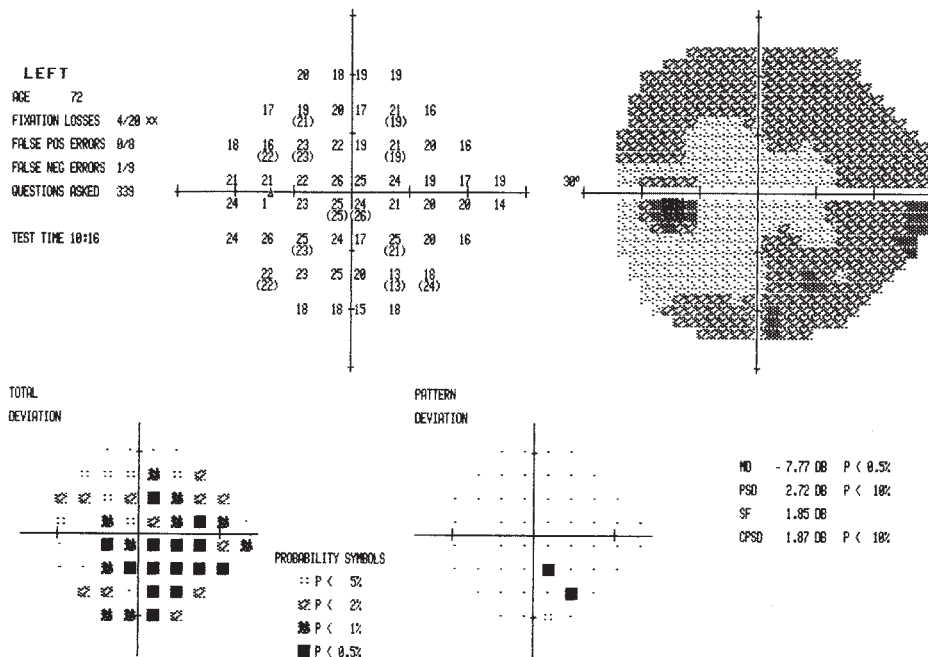 LEFT
AGE 72
FIXATION LOSSES 4/20 xx
FALSE POS ERRORS 0/8
FALSE NEG ERRORS 1/9
QUESTIONS ASKED 339
TEST TIME 10:16
20 18 19 19
17 19 20 17 21 16
(21) (19)
18 16 23 22 19 21 20 16
(22) (23) (19)
21 21 22 26 25 24 19 17 19
30°
24 1 23 25 24 21 20 20 14
(25) (26)
24 26 25 24 17 25 20 16
(23) (21)
22 23 25 20 13 18
(22) (13) (24)
18 18 15 18
TOTAL
DEVIATION
PATTERN
DEVIATION
PROBABILITY SYMBOLS
P < 5%
P < 2%
P < 1%
P < 0.5%
MD - 7.77 DB P < 0.5%
PSD 2.72 DB P < 10%
SF 1.85 DB
CPSD 1.87 DB P < 10%